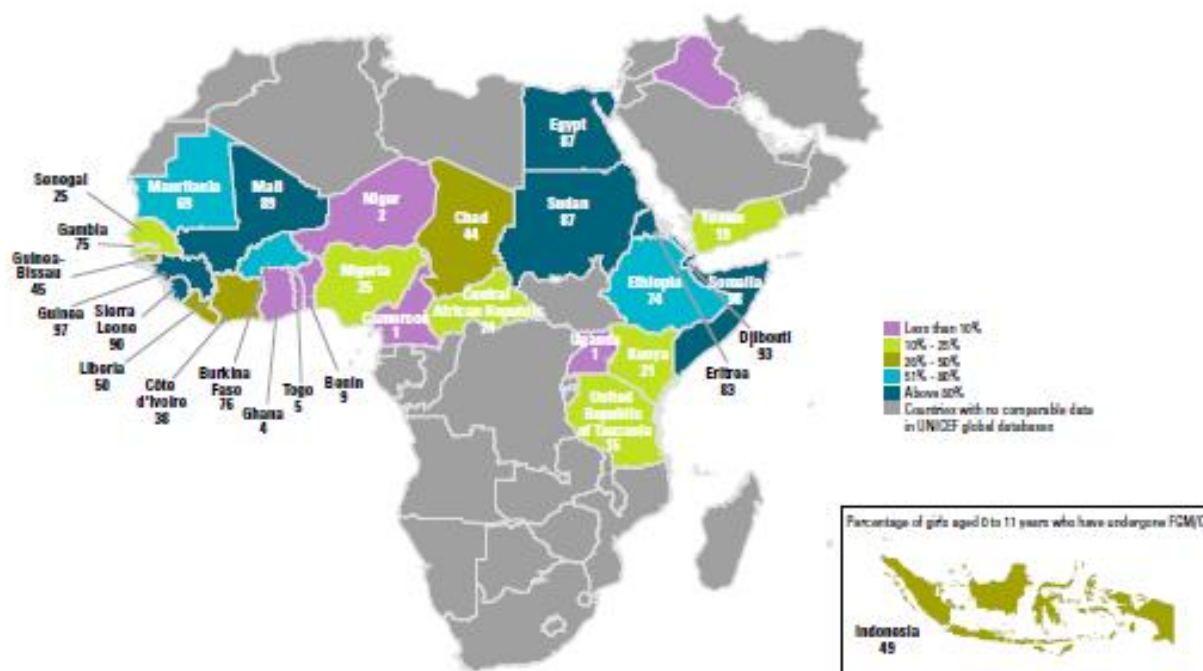 Egypt
87
Senegal
25
Mauritania
69
Mali
89
Niger
2
Chad
44
Sudan
87
Yemen
19
Gambia
75
Guinea-
Bissau
45
Guinea
97
Sierra
Leone
90
Liberia
50
Côte
d'Ivoire
38
Burkina
Faso
76
Ghana
4
Togo
5
Benin
9
Nigeria
25
Cameroon
1
Central
African Republic
24
Ethiopia
74
Somalia
98
Djibouti
93
Eritrea
83
Uganda
1
Kenya
21
United
Republic
of Tanzania
15
Less than 10%
10% - 25%
26% - 50%
51% - 80%
Above 80%
Countries with no comparable data
in UNICEF global databases
Percentage of girls aged 0 to 11 years who have undergone FGM/C
Indonesia
49